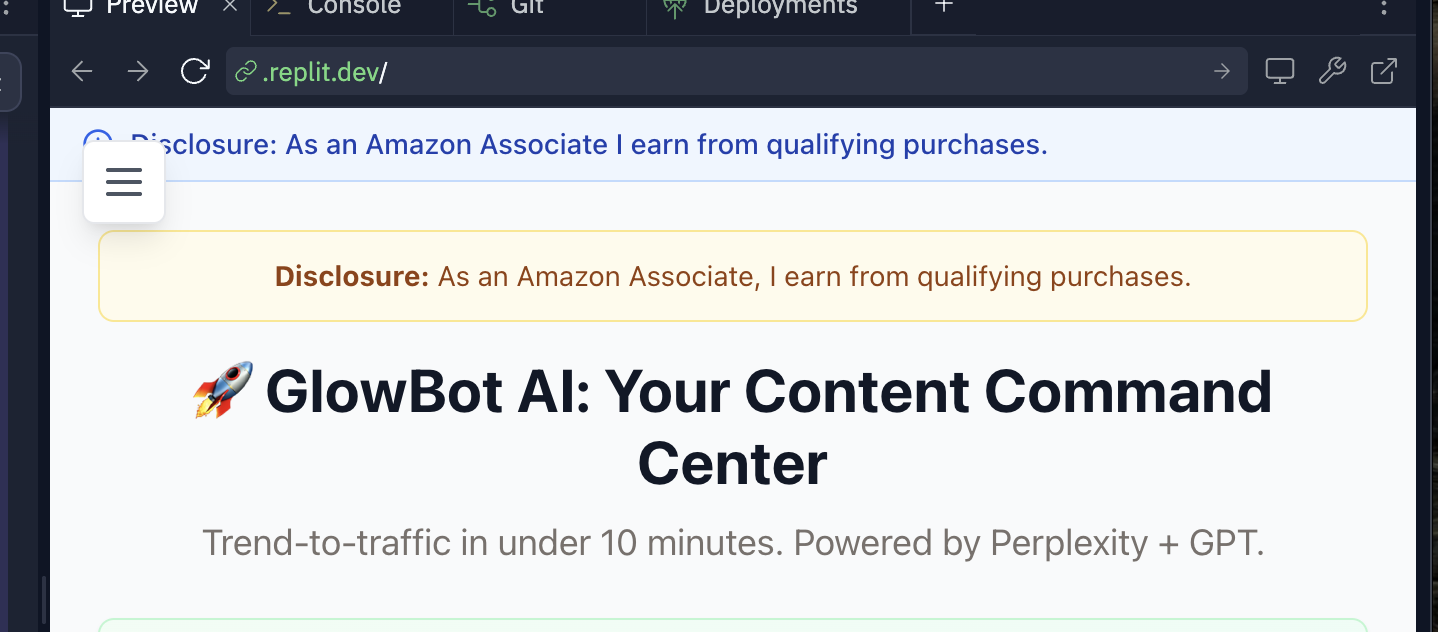 Preview
Console
Git
Deployments
.replit.dev/
Disclosure: As an Amazon Associate I earn from qualifying purchases.
Disclosure: As an Amazon Associate, I earn from qualifying purchases.
🚀 GlowBot AI: Your Content Command
Center
Trend-to-traffic in under 10 minutes. Powered by Perplexity + GPT.